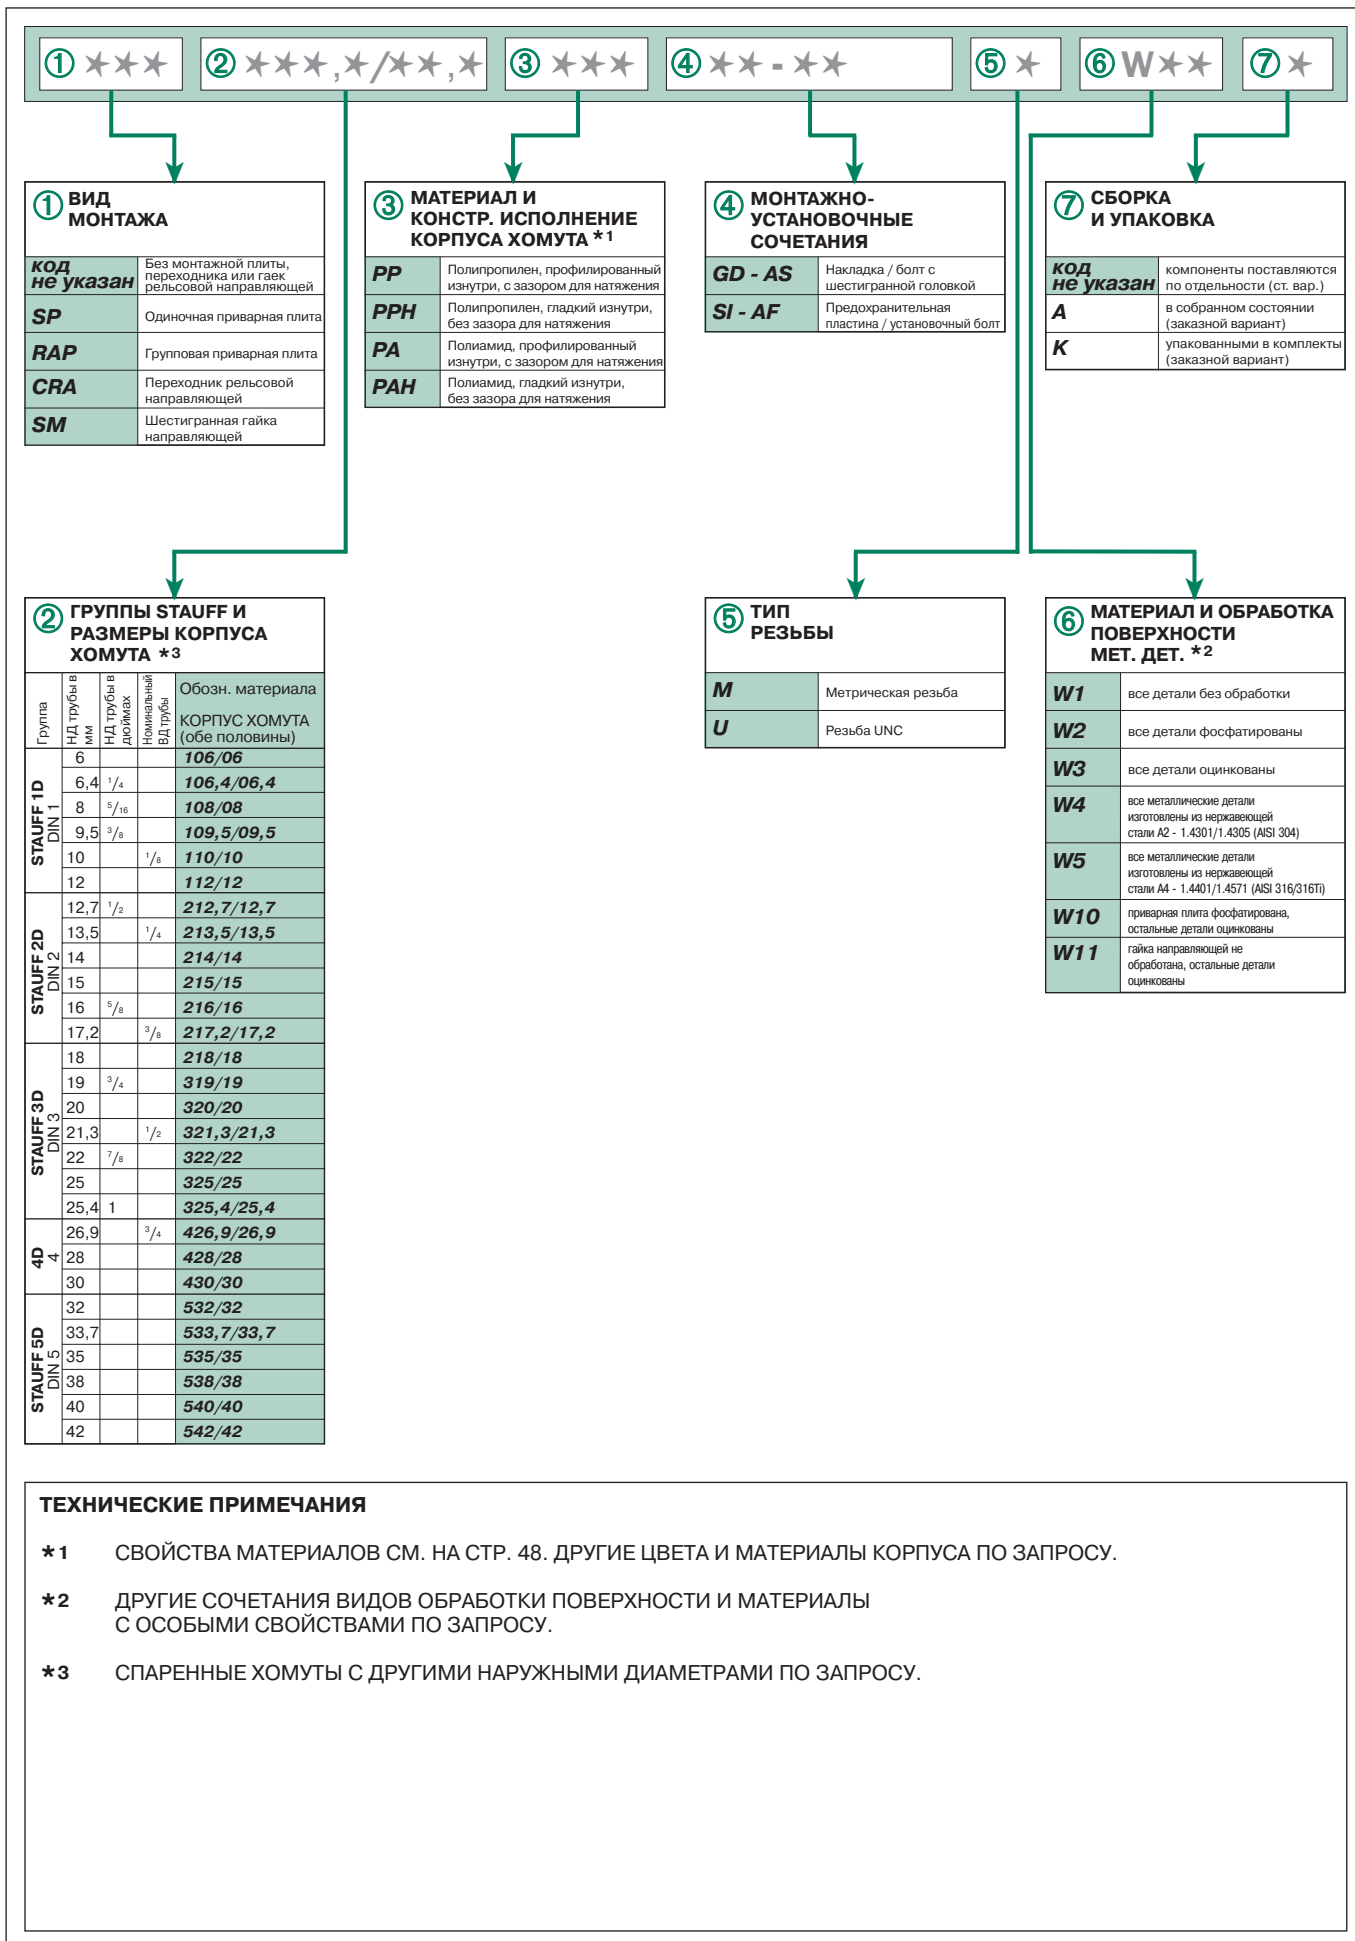 ① ★★★ ② ★★★,★/★★,★ ③ ★★★ ④ ★★-★★ ⑤ ★ ⑥ W★★ ⑦ ★
① ВИД
МОНТАЖА
код
не указан
Без монтажной плиты,
переходника или гаек
рельсовой направляющей
SP Одиночная приварная плита
RAP Групповая приварная плита
CRA Переходник рельсовой
направляющей
SM Шестигранная гайка
направляющей
③ МАТЕРИАЛ И
КОНСТР. ИСПОЛНЕНИЕ
КОРПУСА ХОМУТА *1
PP Полипропилен, профилированный
изнутри, с зазором для натяжения
PPH Полипропилен, гладкий изнутри,
без зазора для натяжения
PA Полиамид, профилированный
изнутри, с зазором для натяжения
PAH Полиамид, гладкий изнутри,
без зазора для натяжения
④ МОНТАЖНО-
УСТАНОВОЧНЫЕ
СОЧЕТАНИЯ
GD - AS Накладка / болт с
шестигранной головкой
SI - AF Предохранительная
пластина / установочный болт
⑦ СБОРКА
И УПАКОВКА
код
не указан
компоненты поставляются
по отдельности (ст. вар.)
A в собранном состоянии
(заказной вариант)
K упакованными в комплекты
(заказной вариант)
② ГРУППЫ STAUFF И
РАЗМЕРЫ КОРПУСА
ХОМУТА *3
Группа
НД трубы в
мм
НД трубы в
дюймах
Номинальный
ВД трубы
Обозн. материала
КОРПУС ХОМУТА
(обе половины)
STAUFF 1D
DIN 1
6 106/06
6,4 1/4 106,4/06,4
8 5/16 108/08
9,5 3/8 109,5/09,5
10 1/8 110/10
12 112/12
STAUFF 2D
DIN 2
12,7 1/2 212,7/12,7
13,5 1/4 213,5/13,5
14 214/14
15 215/15
16 5/8 216/16
17,2 3/8 217,2/17,2
STAUFF 3D
DIN 3
18 218/18
19 3/4 319/19
20 320/20
21,3 1/2 321,3/21,3
22 7/8 322/22
25 325/25
25,4 1 325,4/25,4
4D
4
26,9 3/4 426,9/26,9
28 428/28
30 430/30
STAUFF 5D
DIN 5
32 532/32
33,7 533,7/33,7
35 535/35
38 538/38
40 540/40
42 542/42
⑤ ТИП
РЕЗЬБЫ
M Метрическая резьба
U Резьба UNC
⑥ МАТЕРИАЛ И ОБРАБОТКА
ПОВЕРХНОСТИ
МЕТ. ДЕТ. *2
W1 все детали без обработки
W2 все детали фосфатированы
W3 все детали оцинкованы
W4 все металлические детали
изготовлены из нержавеющей
стали A2 - 1.4301/1.4305 (AISI 304)
W5 все металлические детали
изготовлены из нержавеющей
стали A4 - 1.4401/1.4571 (AISI 316/316Ti)
W10 приварная плита фосфатирована,
остальные детали оцинкованы
W11 гайка направляющей не
обработана, остальные детали
оцинкованы
ТЕХНИЧЕСКИЕ ПРИМЕЧАНИЯ
*1 СВОЙСТВА МАТЕРИАЛОВ СМ. НА СТР. 48. ДРУГИЕ ЦВЕТА И МАТЕРИАЛЫ КОРПУСА ПО ЗАПРОСУ.
*2 ДРУГИЕ СОЧЕТАНИЯ ВИДОВ ОБРАБОТКИ ПОВЕРХНОСТИ И МАТЕРИАЛЫ
С ОСОБЫМИ СВОЙСТВАМИ ПО ЗАПРОСУ.
*3 СПАРЕННЫЕ ХОМУТЫ С ДРУГИМИ НАРУЖНЫМИ ДИАМЕТРАМИ ПО ЗАПРОСУ.